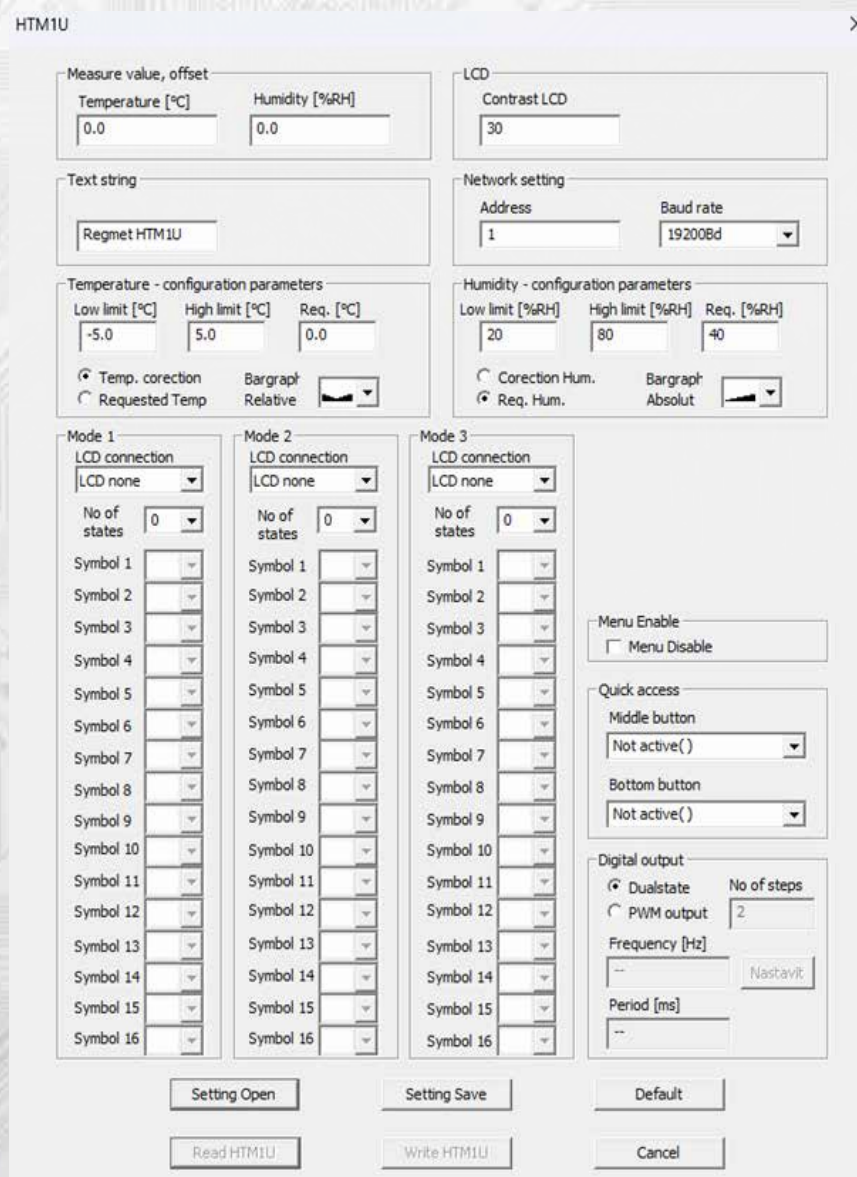 HTM1U
Measure value, offset
Temperature [°C] Humidity [%RH]
0.0 0.0
LCD
Contrast LCD
30
Text string
Regmet HTM1U
Network setting
Address Baud rate
1 19200Bd
Temperature - configuration parameters
Low limit [°C] High limit [°C] Req. [°C]
-5.0 5.0 0.0
Temp. corection Bargraph
Requested Temp Relative
Humidity - configuration parameters
Low limit [%RH] High limit [%RH] Req. [%RH]
20 80 40
Corection Hum. Bargraph
Req. Hum. Absolut
Mode 1
LCD connection
LCD none
No of
states
0
Symbol 1
Symbol 2
Symbol 3
Symbol 4
Symbol 5
Symbol 6
Symbol 7
Symbol 8
Symbol 9
Symbol 10
Symbol 11
Symbol 12
Symbol 13
Symbol 14
Symbol 15
Symbol 16
Mode 2
LCD connection
LCD none
No of
states
0
Symbol 1
Symbol 2
Symbol 3
Symbol 4
Symbol 5
Symbol 6
Symbol 7
Symbol 8
Symbol 9
Symbol 10
Symbol 11
Symbol 12
Symbol 13
Symbol 14
Symbol 15
Symbol 16
Mode 3
LCD connection
LCD none
No of
states
0
Symbol 1
Symbol 2
Symbol 3
Symbol 4
Symbol 5
Symbol 6
Symbol 7
Symbol 8
Symbol 9
Symbol 10
Symbol 11
Symbol 12
Symbol 13
Symbol 14
Symbol 15
Symbol 16
Menu Enable
Menu Disable
Quick access
Middle button
Not active( )
Bottom button
Not active( )
Digital output
Dualstate No of steps
PWM output 2
Frequency [Hz]
-- Nastavit
Period [ms]
--
Setting Open Setting Save Default
Read HTM1U Write HTM1U Cancel